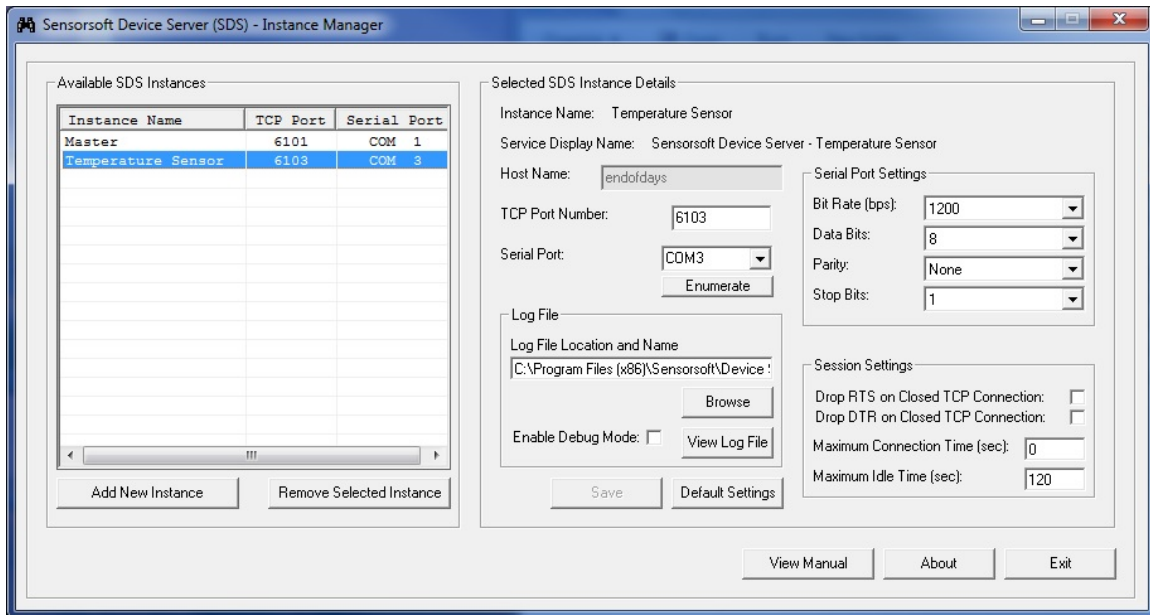 Sensorsoft Device Server (SDS) - Instance Manager
Available SDS Instances
Instance Name TCP Port Serial Port
Master 6101 COM 1
Temperature Sensor 6103 COM 3
Add New Instance Remove Selected Instance
Selected SDS Instance Details
Instance Name: Temperature Sensor
Service Display Name: Sensorsoft Device Server - Temperature Sensor
Host Name: endofdays
TCP Port Number: 6103
Serial Port: COM3
Enumerate
Log File
Log File Location and Name
C:\Program Files (x86)\Sensorsoft\Device
Browse
Enable Debug Mode: View Log File
Save Default Settings
Serial Port Settings
Bit Rate (bps): 1200
Data Bits: 8
Parity: None
Stop Bits: 1
Session Settings
Drop RTS on Closed TCP Connection:
Drop DTR on Closed TCP Connection:
Maximum Connection Time (sec): 0
Maximum Idle Time (sec): 120
View Manual About Exit